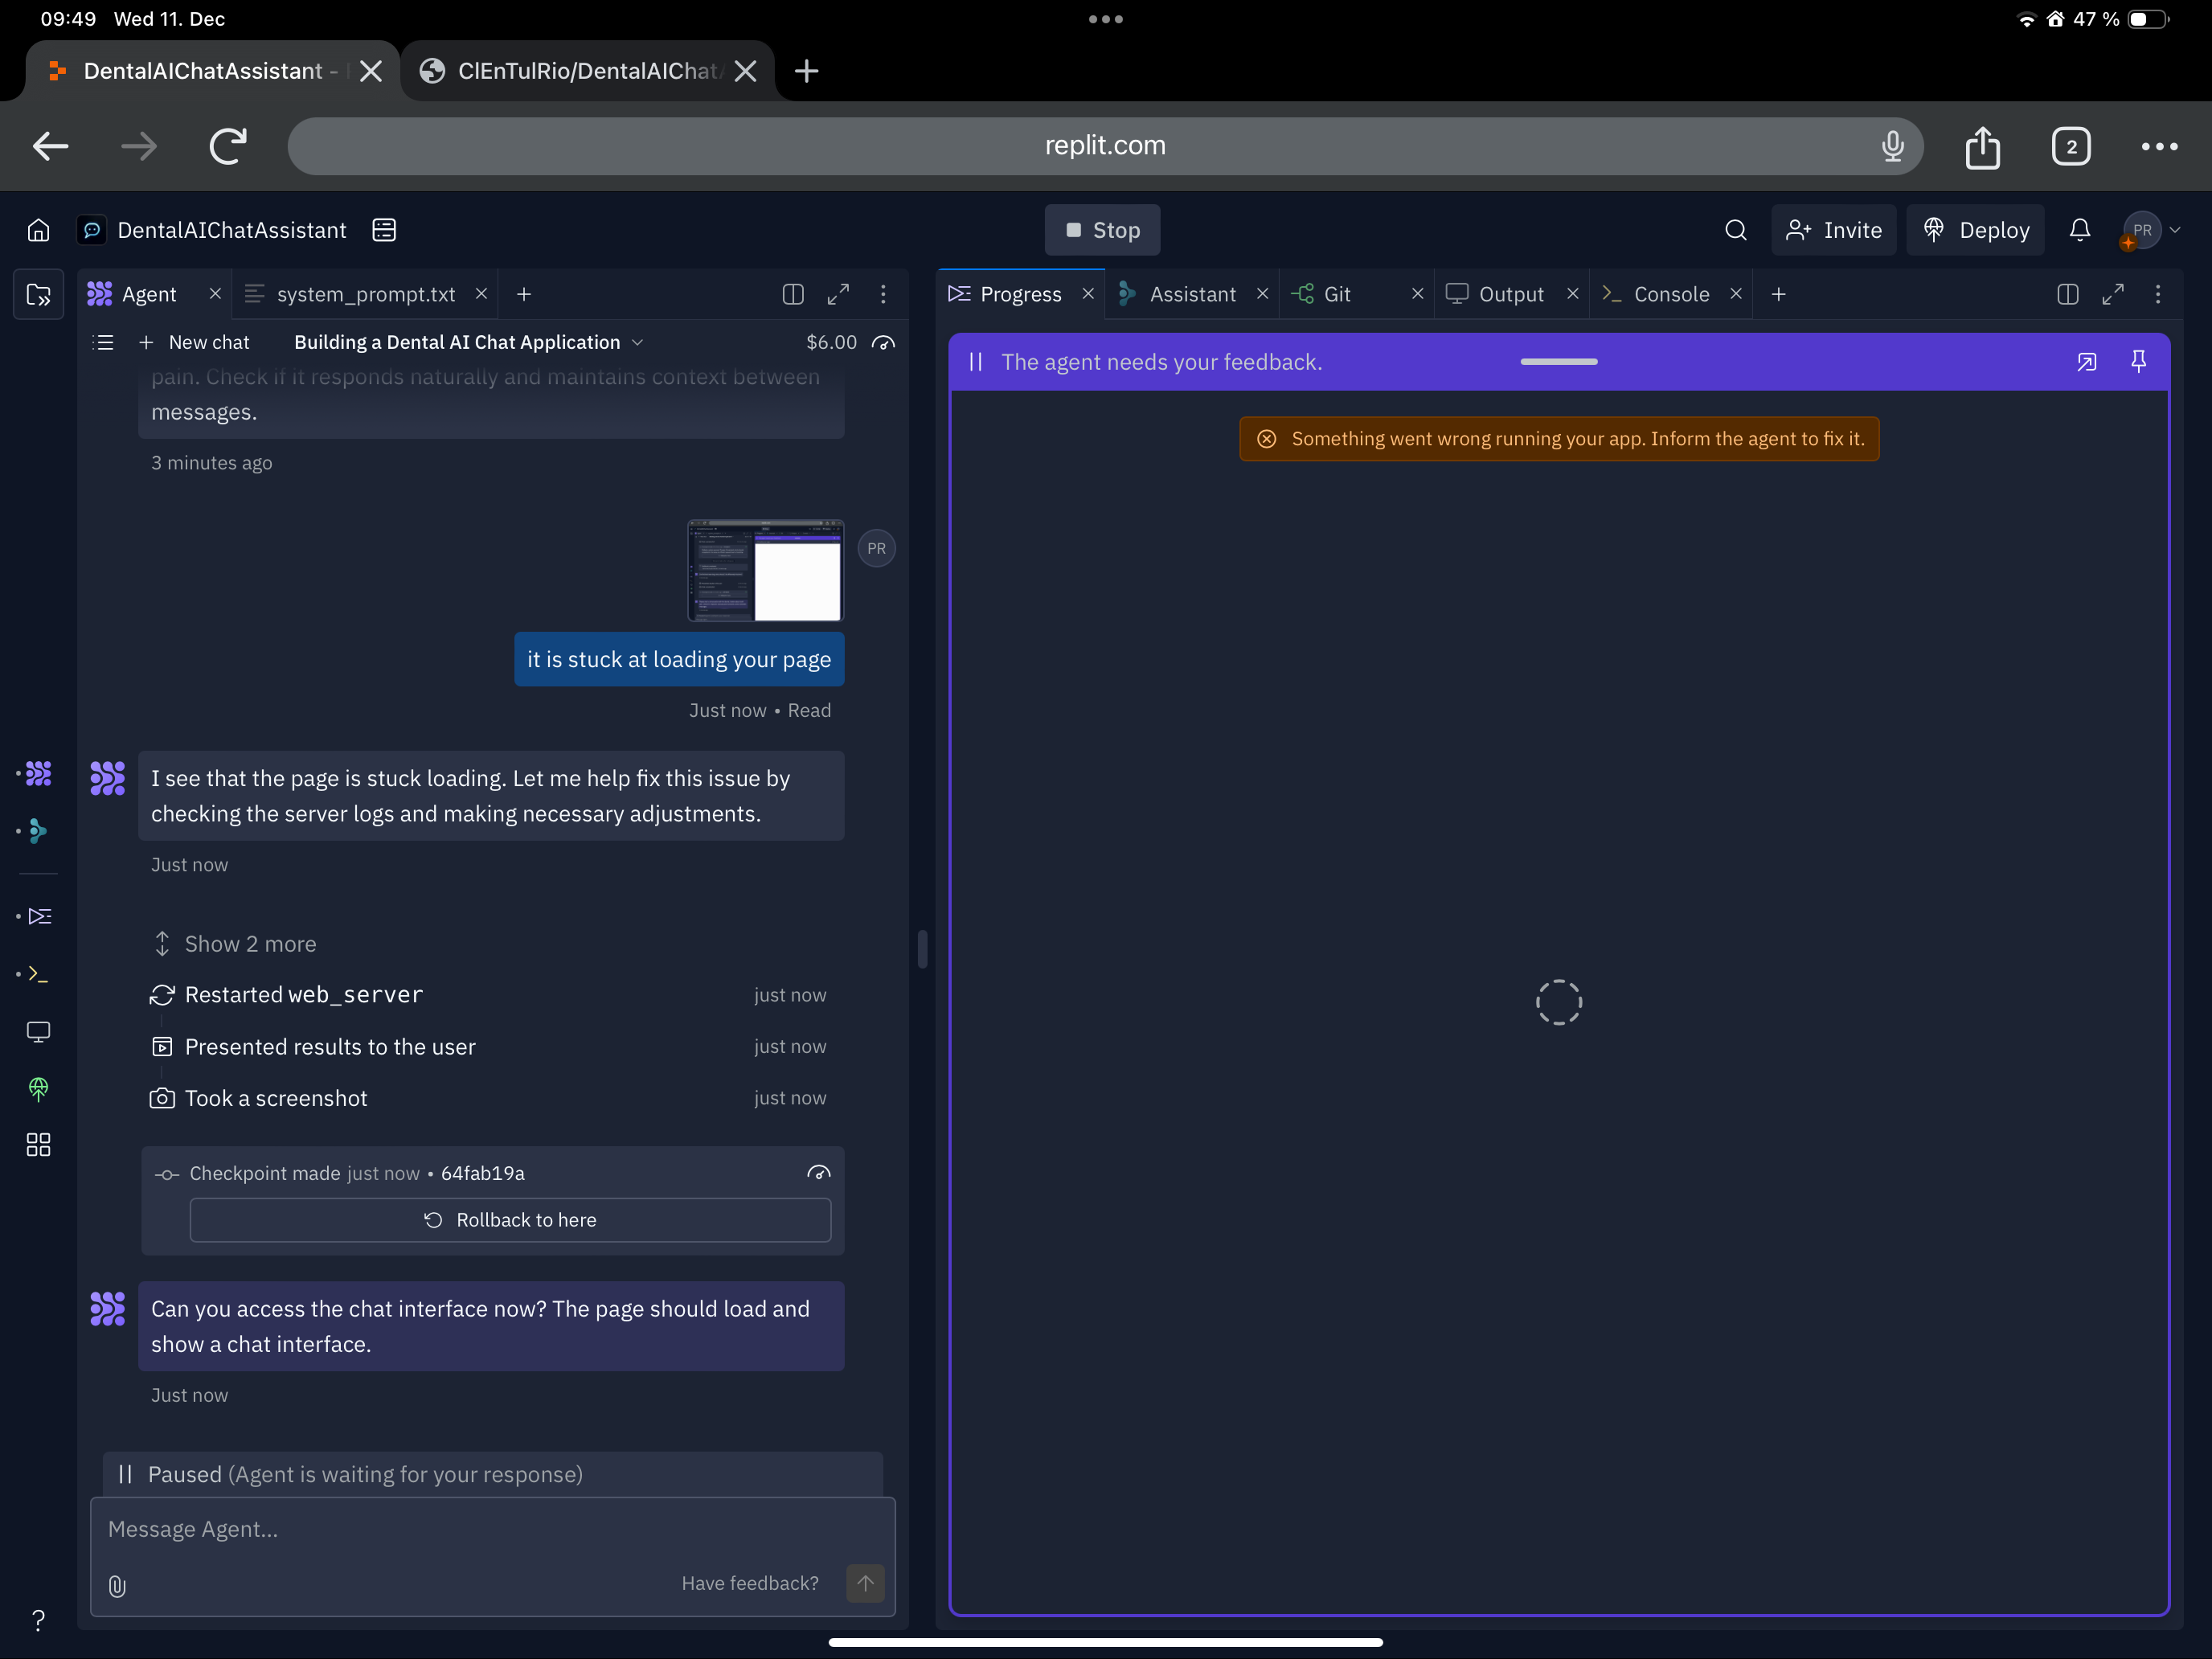 09:49 Wed 11. Dec
47 %
DentalAIChatAssistant -
ClEnTulRio/DentalAIChat
replit.com
2
DentalAIChatAssistant
Stop
Invite
Deploy
PR
Agent
system_prompt.txt
New chat
Building a Dental AI Chat Application
$6.00
pain. Check if it responds naturally and maintains context between
messages.
3 minutes ago
PR
it is stuck at loading your page
Just now • Read
I see that the page is stuck loading. Let me help fix this issue by
checking the server logs and making necessary adjustments.
Just now
Show 2 more
Restarted web_server just now
Presented results to the user just now
Took a screenshot just now
Checkpoint made just now • 64fab19a
Rollback to here
Can you access the chat interface now? The page should load and
show a chat interface.
Just now
Paused (Agent is waiting for your response)
Message Agent...
Have feedback?
?
Progress
Assistant
Git
Output
Console
The agent needs your feedback.
Something went wrong running your app. Inform the agent to fix it.